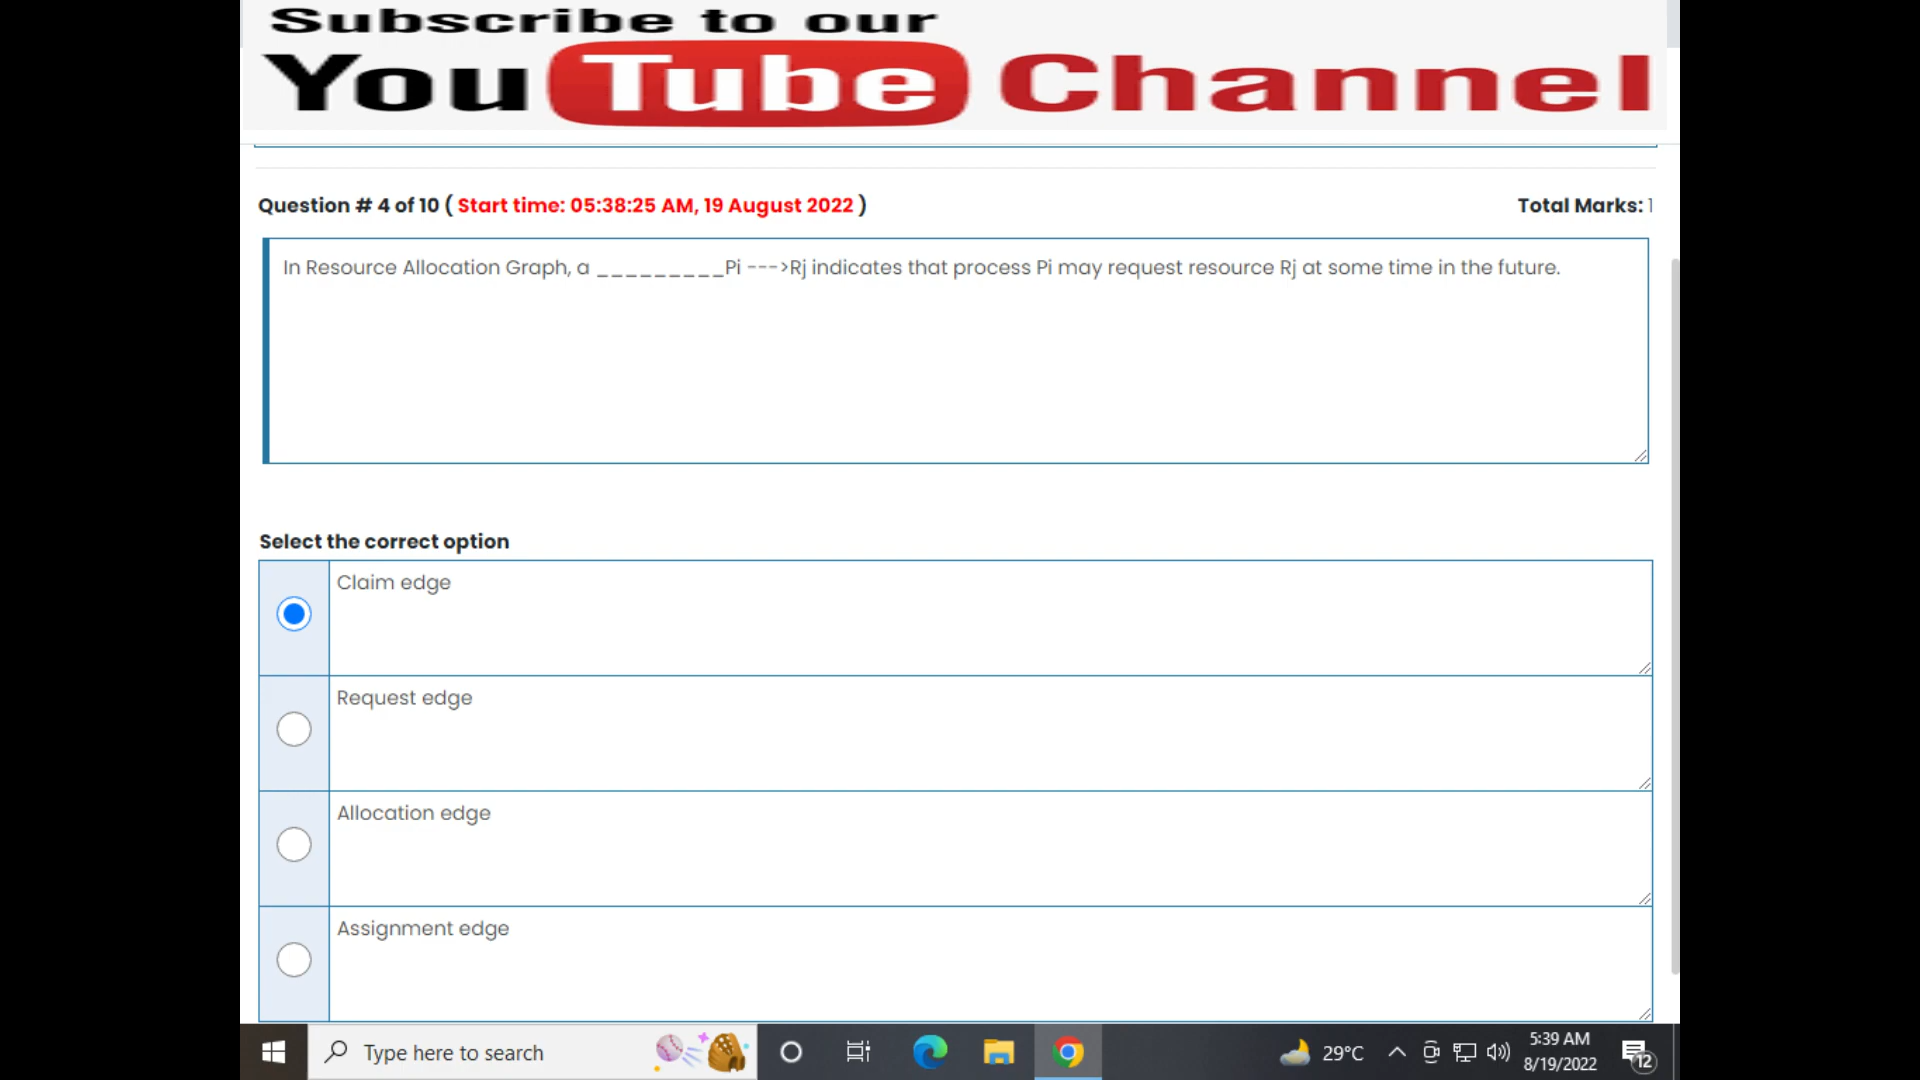 Subscribe to our
YouTube Channel
Question # 4 of 10 ( Start time: 05:38:25 AM, 19 August 2022 ) Total Marks: 1
In Resource Allocation Graph, a _________Pi --->Rj indicates that process Pi may request resource Rj at some time in the future.
Select the correct option
Claim edge
Request edge
Allocation edge
Assignment edge
Type here to search 29°C 5:39 AM
8/19/2022 12